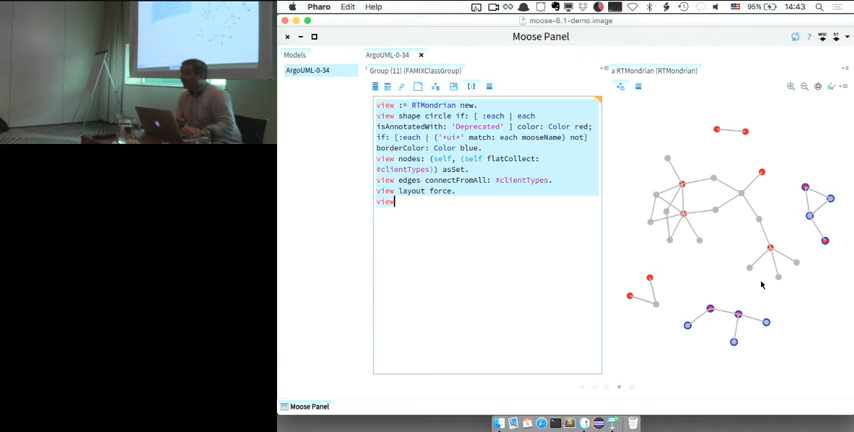 Pharo Edit Help 95% 14:43
moose-6.1-demo.image
Moose Panel
Models
ArgoUML-0-34
ArgoUML-0-34
Group (11) (FAMIXClassGroup)
a RTMondrian (RTMondrian)
view := RTMondrian new.
view shape circle if: [ :each | each
isAnnotatedWith: 'Deprecated' ] color: Color red;
if: [:each | ('*ui*' match: each mooseName) not]
borderColor: Color blue.
view nodes: (self, (self flatCollect:
#clientTypes)) asSet.
view edges connectFromAll: #clientTypes.
view layout force.
view
Moose Panel